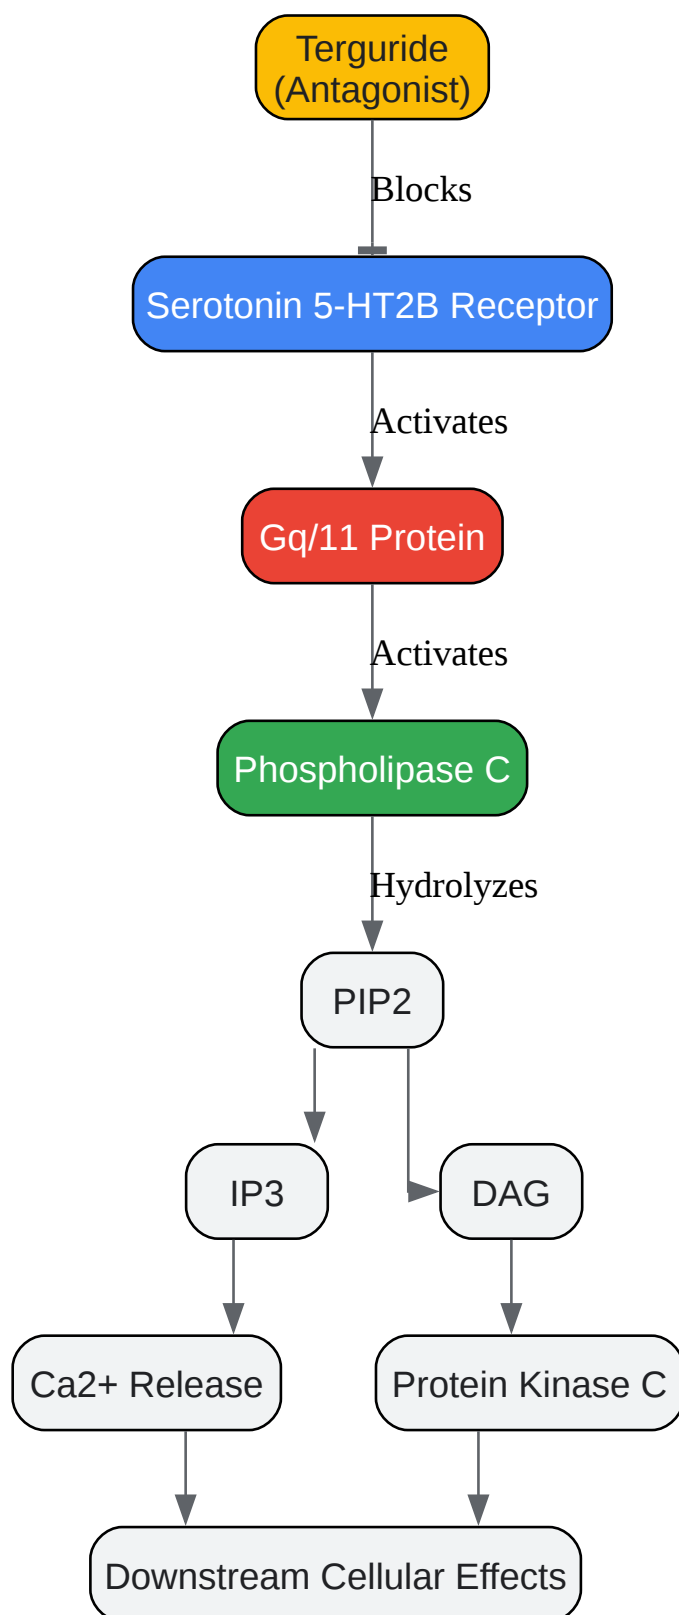 Terguride
(Antagonist)
Blocks
Serotonin 5-HT2B Receptor
Activates
Gq/11 Protein
Activates
Phospholipase C
Hydrolyzes
PIP2
IP3
DAG
Ca2+ Release
Protein Kinase C
Downstream Cellular Effects